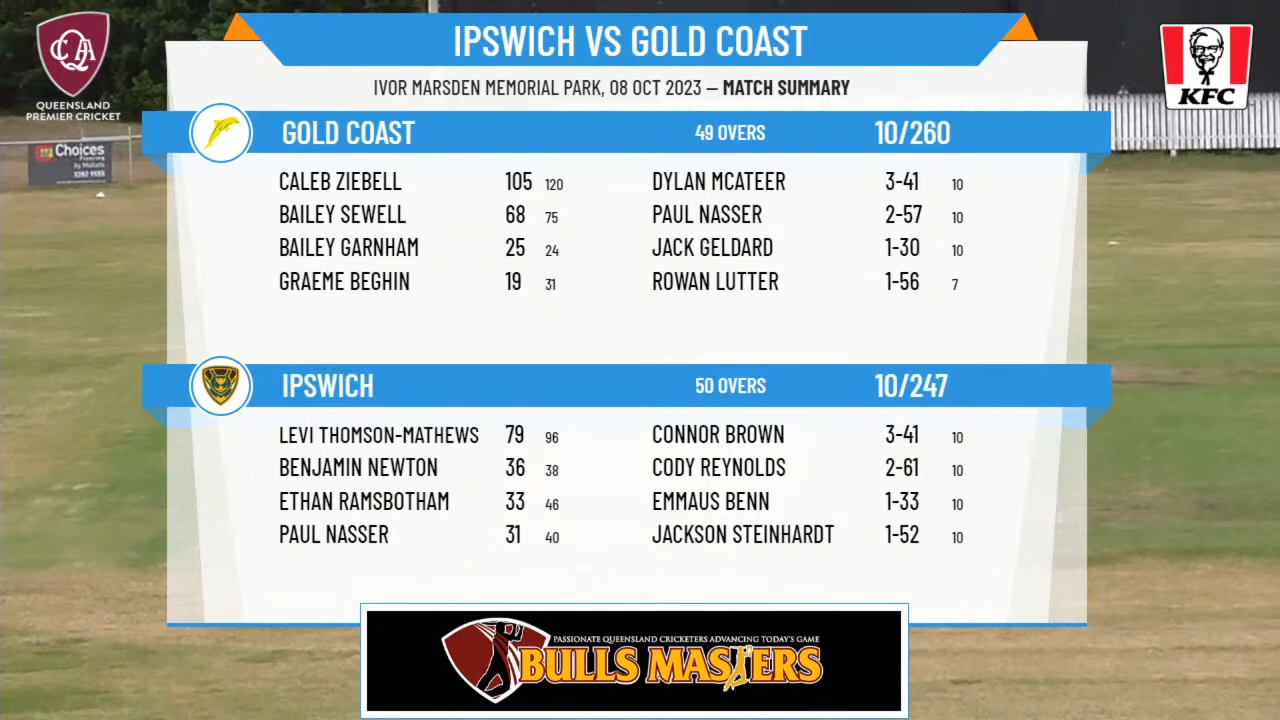 IPSWICH VS GOLD COAST
IVOR MARSDEN MEMORIAL PARK, 08 OCT 2023 – MATCH SUMMARY
QUEENSLAND
PREMIER CRICKET
KFC
Choices
Flooring
by Mallets
3282 9555
GOLD COAST 49 OVERS 10/260
CALEB ZIEBELL 105 120 DYLAN MCATEER 3-41 10
BAILEY SEWELL 68 75 PAUL NASSER 2-57 10
BAILEY GARNHAM 25 24 JACK GELDARD 1-30 10
GRAEME BEGHIN 19 31 ROWAN LUTTER 1-56 7
IPSWICH 50 OVERS 10/247
LEVI THOMSON-MATHEWS 79 96 CONNOR BROWN 3-41 10
BENJAMIN NEWTON 36 38 CODY REYNOLDS 2-61 10
ETHAN RAMSBOTHAM 33 46 EMMAUS BENN 1-33 10
PAUL NASSER 31 40 JACKSON STEINHARDT 1-52 10
PASSIONATE QUEENSLAND CRICKETERS ADVANCING TODAY'S GAME
BULLS MASTERS